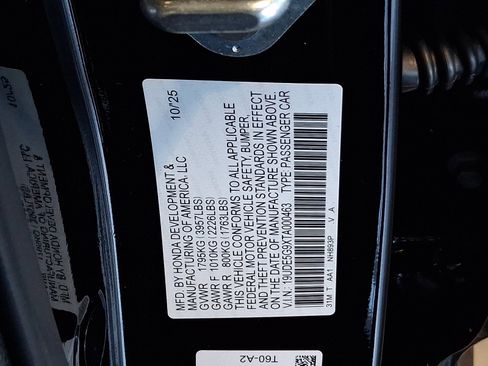 MFD. BY HONDA DEVELOPMENT & 10/25
MANUFACTURING OF AMERICA, LLC
GVWR 1795KG(3957LBS)
GAWR F 1010KG(2226LBS)
GAWR R 800KG(1763LBS)
THIS VEHICLE CONFORMS TO ALL APPLICABLE
FEDERAL MOTOR VEHICLE SAFETY, BUMPER,
AND THEFT PREVENTION STANDARDS IN EFFECT
ON THE DATE OF MANUFACTURE SHOWN ABOVE.
V.I.N: 19UDE5G9XTA000463 TYPE: PASSENGER CAR
31M T AA1 NH893P V A
T60-A2